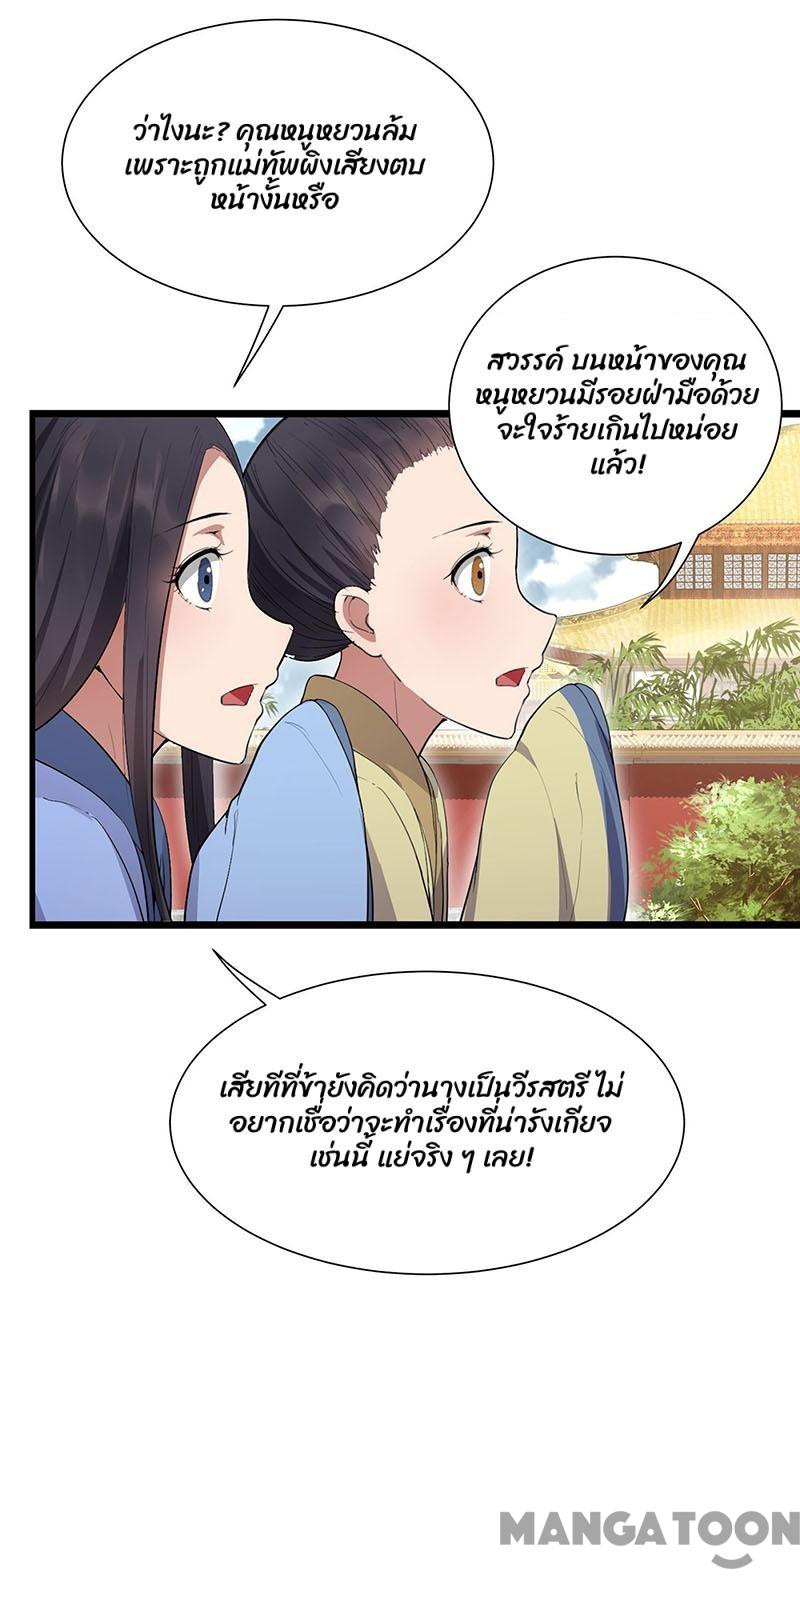 ว่าไงนะ? คุณหนูหยวนล้ม
เพราะถูกแม่ทัพผิงเสียงตบ
หน้างั้นหรือ
สวรรค์ บนหน้าของคุณ
หนูหยวนมีรอยฝ่ามือด้วย
จะใจร้ายเกินไปหน่อย
แล้ว!
เสียทีที่ข้ายังคิดว่านางเป็นวีรสตรี ไม่
อยากเชื่อว่าจะทำเรื่องที่น่ารังเกียจ
เช่นนี้ แย่จริง ๆ เลย!
MANGATOON